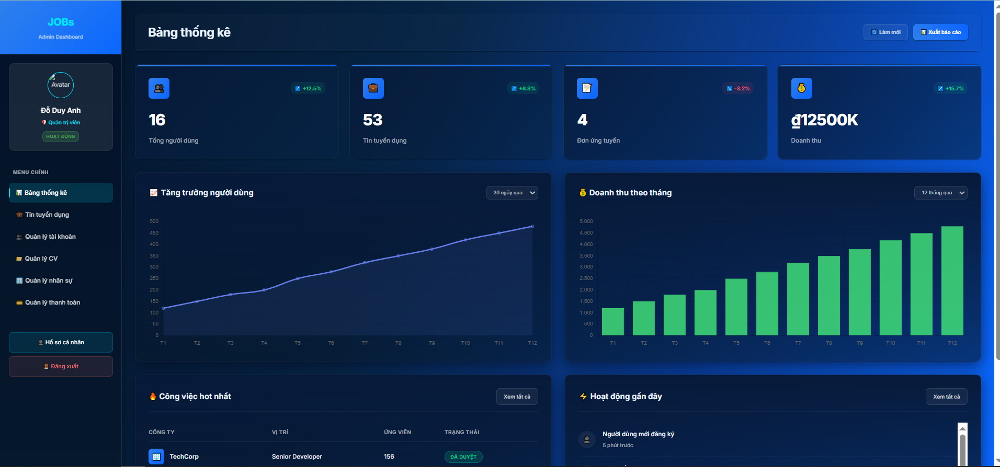 JOBs
Admin Dashboard
Avatar
Đỗ Duy Anh
Quản trị viên
HOẠT ĐỘNG
MENU CHÍNH
Bảng thống kê
Tin tuyển dụng
Quản lý tài khoản
Quản lý CV
Quản lý nhân sự
Quản lý thanh toán
Hồ sơ cá nhân
Đăng xuất
Bảng thống kê
Làm mới
Xuất báo cáo
+12.5%
16
Tổng người dùng
+8.3%
53
Tin tuyển dụng
-3.2%
4
Đơn ứng tuyển
+15.7%
₫12500K
Doanh thu
Tăng trưởng người dùng
30 ngày qua
500
450
400
350
300
250
200
150
100
50
0
T1 T2 T3 T4 T5 T6 T7 T8 T9 T10 T11 T12
Doanh thu theo tháng
12 tháng qua
5.000
4.500
4.000
3.500
3.000
2.500
2.000
1.500
1.000
500
0
T1 T2 T3 T4 T5 T6 T7 T8 T9 T10 T11 T12
Công việc hot nhất
Xem tất cả
CÔNG TY VỊ TRÍ ỨNG VIÊN TRẠNG THÁI
TechCorp Senior Developer 156 ĐÃ DUYỆT
Hoạt động gần đây
Xem tất cả
Người dùng mới đăng ký
5 phút trước